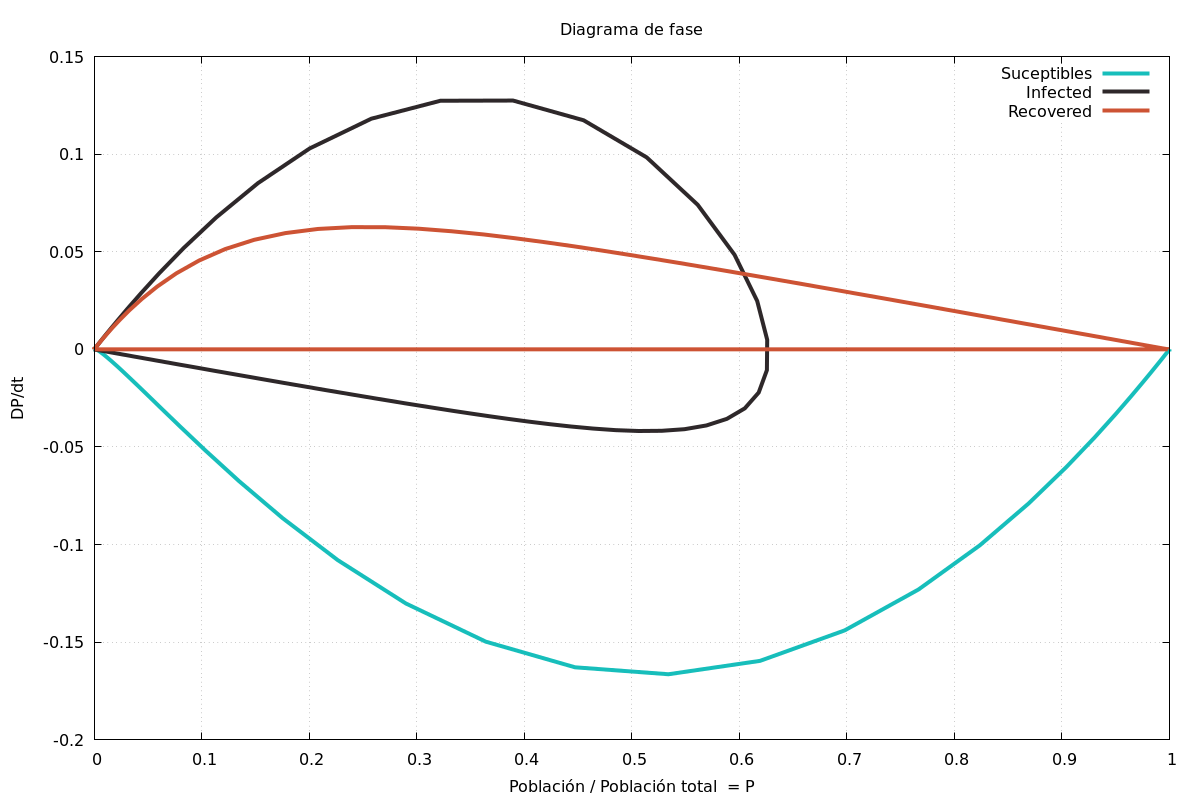 Diagrama de fase
Suceptibles
Infected
Recovered
0.15
0.1
0.05
0
-0.05
-0.1
-0.15
-0.2
DP/dt
0 0.1 0.2 0.3 0.4 0.5 0.6 0.7 0.8 0.9 1
Población / Población total = P